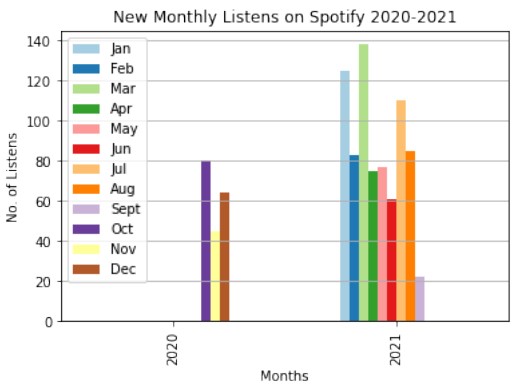 New Monthly Listens on Spotify 2020-2021
No. of Listens
140
120
100
80
60
40
20
0
Jan
Feb
Mar
Apr
May
Jun
Jul
Aug
Sept
Oct
Nov
Dec
2020
2021
Months